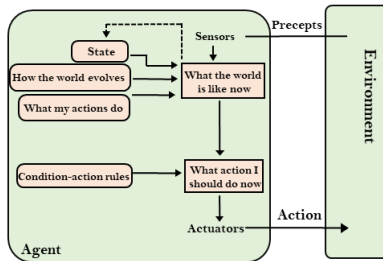 Sensors
Precepts
State
How the world evolves
What the world
is like now
What my actions do
Environment
Condition-action rules
What action I
should do now
Actuators
Action
Agent